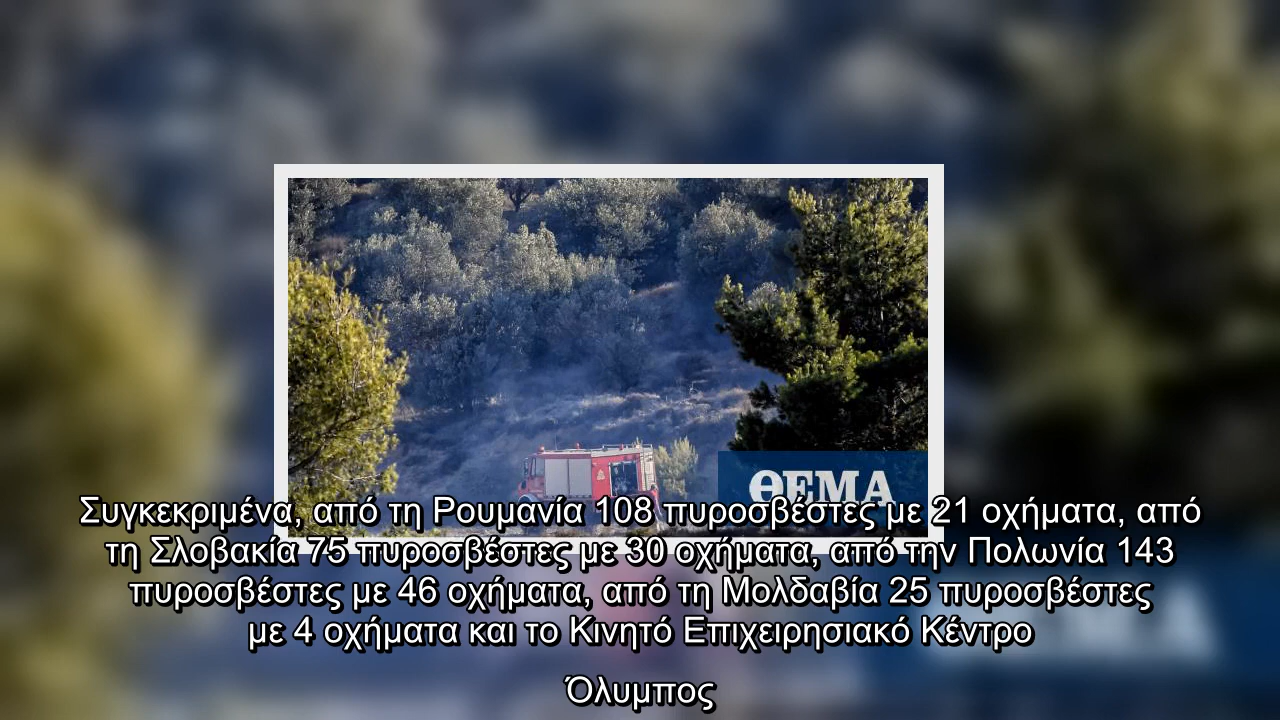 ΘΕΜΑ
Συγκεκριμένα, από τη Ρουμανία 108 πυροσβέστες με 21 οχήματα, από
τη Σλοβακία 75 πυροσβέστες με 30 οχήματα, από την Πολωνία 143
πυροσβέστες με 46 οχήματα, από τη Μολδαβία 25 πυροσβέστες
με 4 οχήματα και το Κινητό Επιχειρησιακό Κέντρο
Όλυμπος